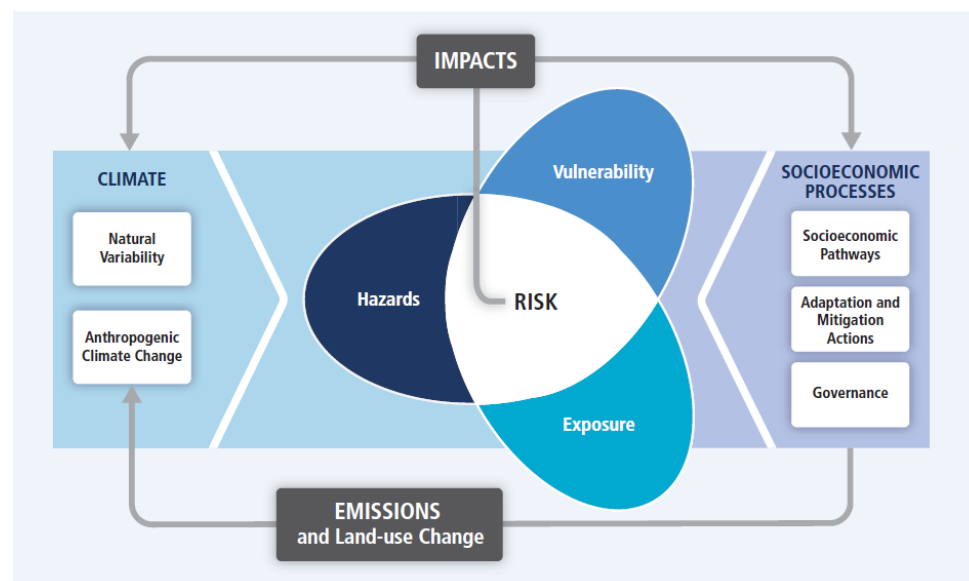 IMPACTS
CLIMATE
Natural
Variability
Anthropogenic
Climate Change
Vulnerability
Hazards
RISK
Exposure
SOCIOECONOMIC
PROCESSES
Socioeconomic
Pathways
Adaptation and
Mitigation
Actions
Governance
EMISSIONS
and Land-use Change